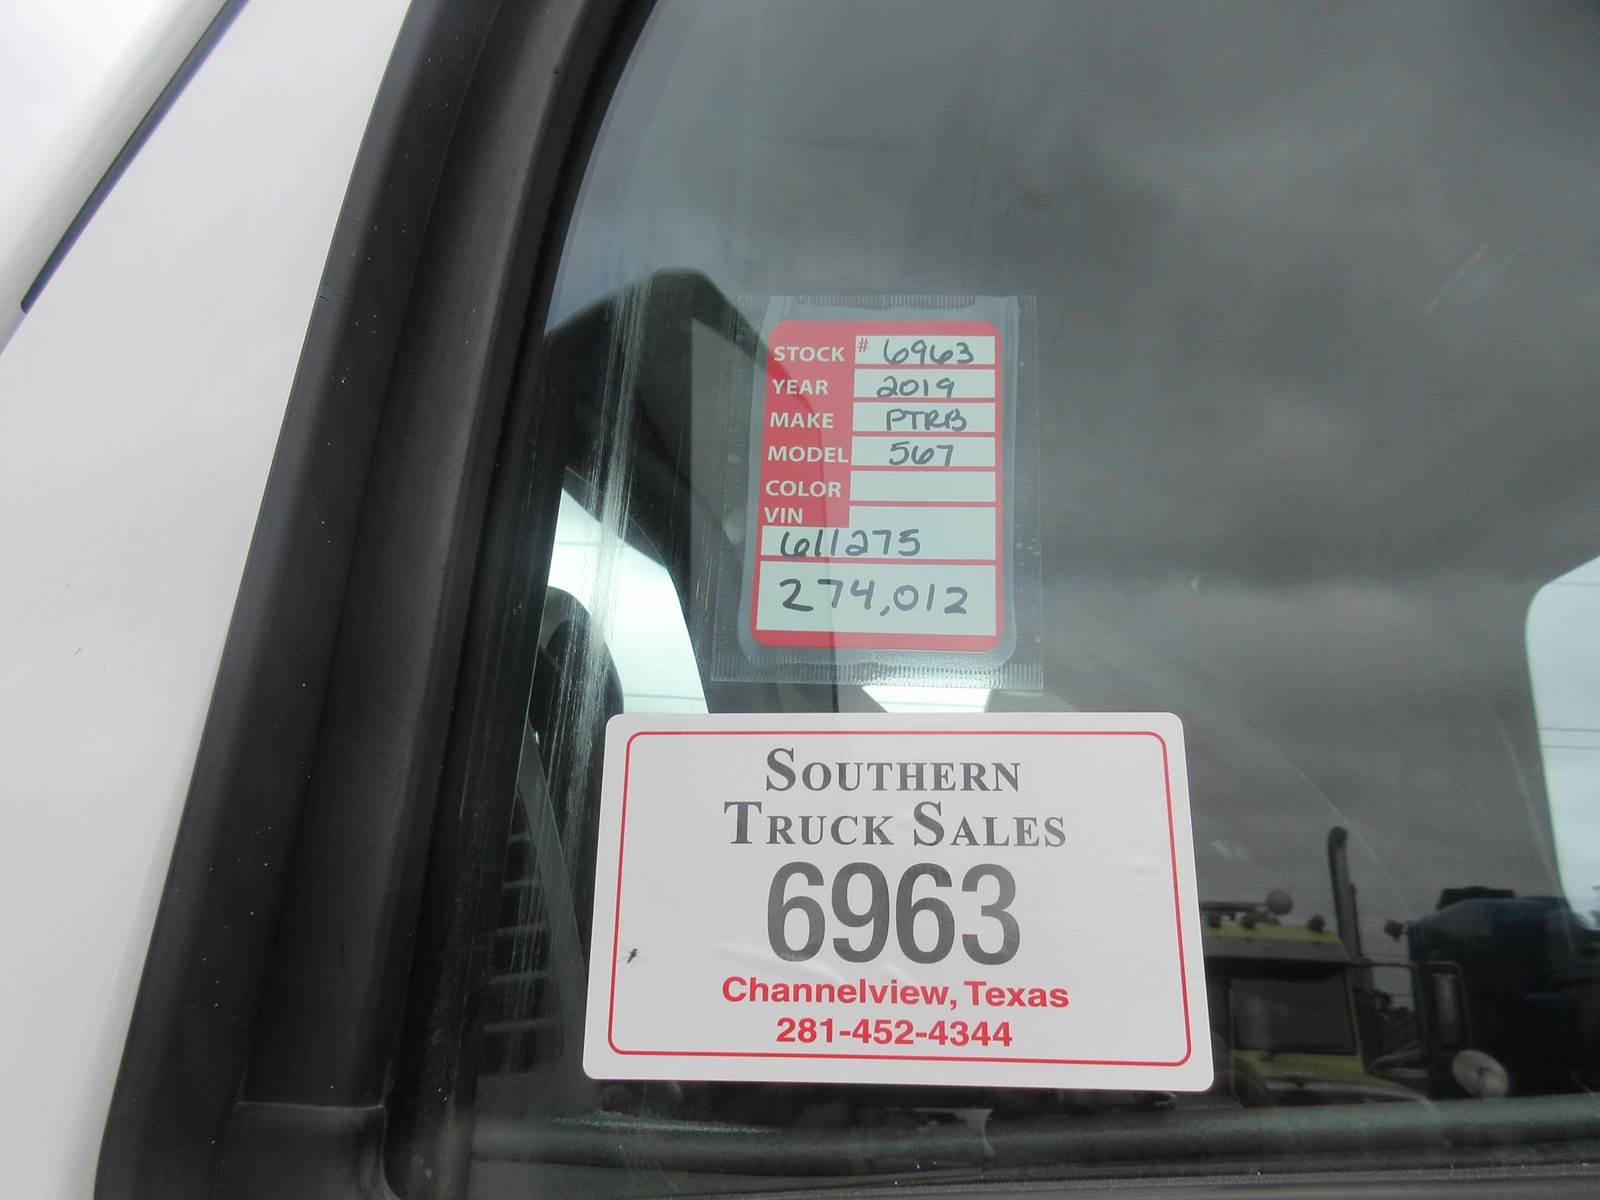 STOCK # 6963
YEAR 2019
MAKE PTRB
MODEL 567
COLOR
VIN
611275
274,012
SOUTHERN
TRUCK SALES
6963
Channelview, Texas
281-452-4344